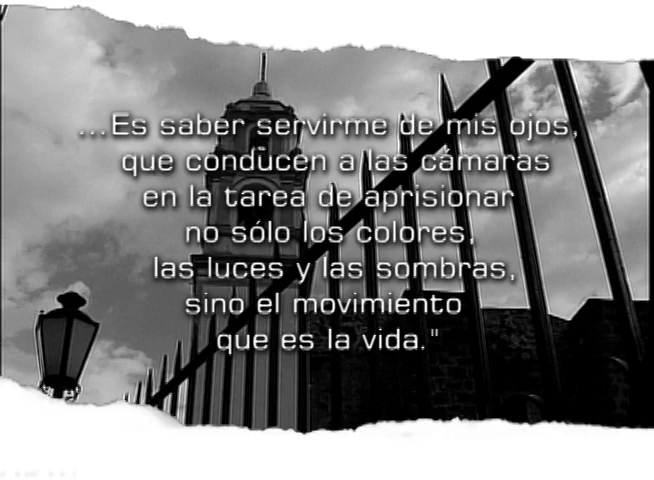 ...Es saber servirme de mis ojos,
que conducen a las cámaras
en la tarea de aprisionar
no sólo los colores,
las luces y las sombras,
sino el movimiento
que es la vida."